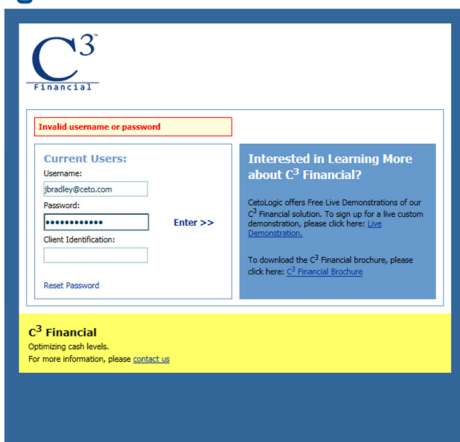 C3™
Financial
Invalid username or password
Current Users:
Username:
jbradley@ceto.com
Password:
••••••••••••
Enter >>
Client Identification:
Reset Password
Interested in Learning More
about C3 Financial?
CetoLogic offers Free Demonstrations of our
C3 Financial solution. To sign up for a live custom
demonstration, please click here: Live
Demonstration.
To download the C3 Financial brochure, please
click here: C3 Financial Brochure
C3 Financial
Optimizing cash levels.
For more information, please contact us